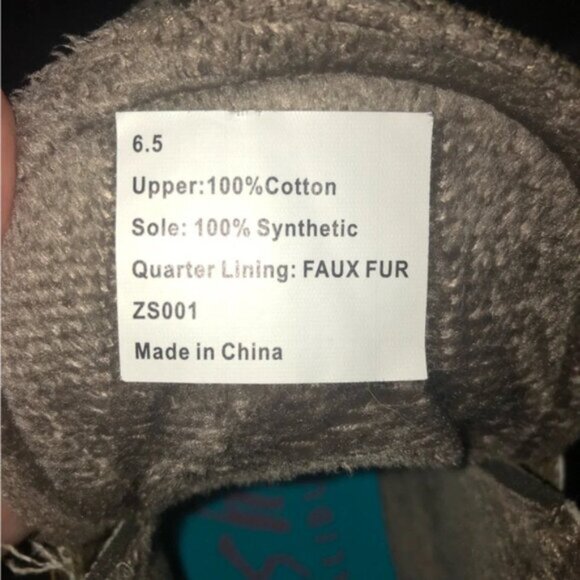 6.5
Upper:100%Cotton
Sole: 100% Synthetic
Quarter Lining: FAUX FUR
ZS001
Made in China